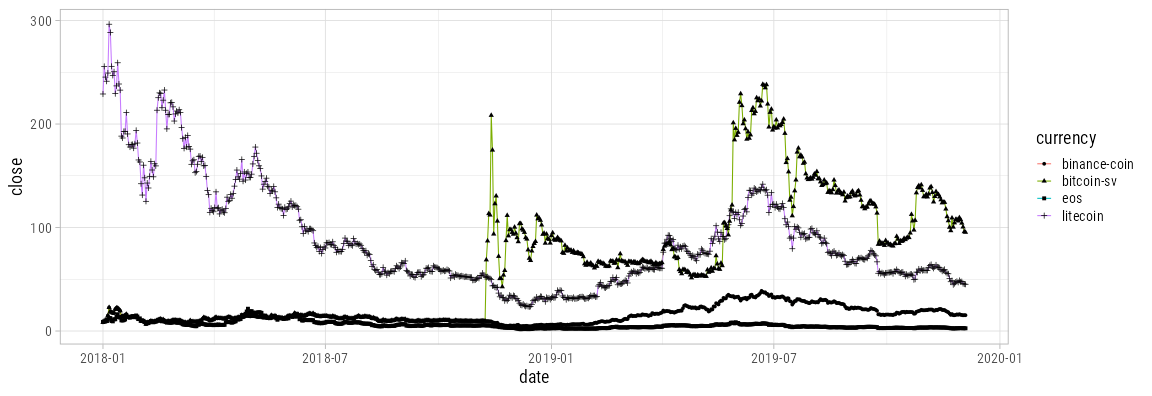 300
200
100
0
close
2018-01
2018-07
2019-01
2019-07
2020-01
date
currency
binance-coin
bitcoin-sv
eos
litecoin